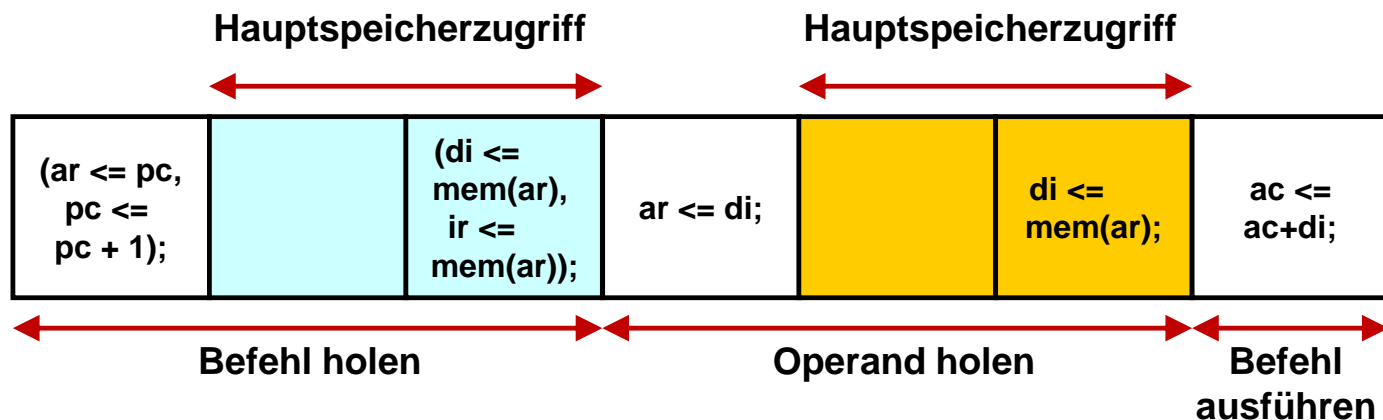 Hauptspeicherzugriff
Hauptspeicherzugriff
(ar <= pc,
pc <=
pc + 1);
(di <=
mem(ar),
ir <=
mem(ar));
ar <= di;
di <=
mem(ar);
ac <=
ac+di;
Befehl holen
Operand holen
Befehl
ausführen